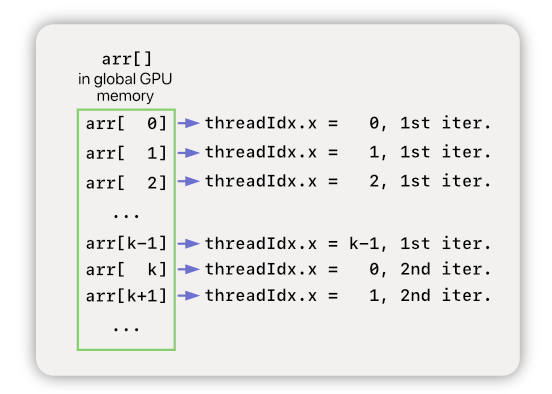 arr[]
in global GPU
memory
arr[  0] threadIdx.x =   0, 1st iter.
arr[  1] threadIdx.x =   1, 1st iter.
arr[  2] threadIdx.x =   2, 1st iter.
...
arr[k−1] threadIdx.x = k−1, 1st iter.
arr[  k] threadIdx.x =   0, 2nd iter.
arr[k+1] threadIdx.x =   1, 2nd iter.
...